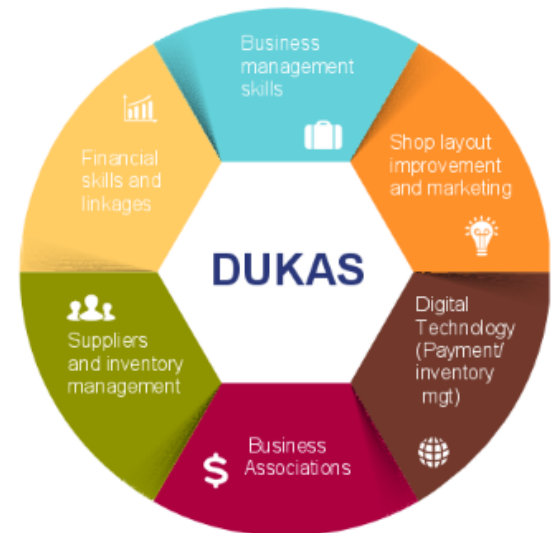 Business
management
skills
Shop layout
improvement
and marketing
Digital
Technology
(Payment/
inventory
mgt)
Business
Associations
$
Suppliers
and inventory
management
Financial
skills and
linkages
DUKAS